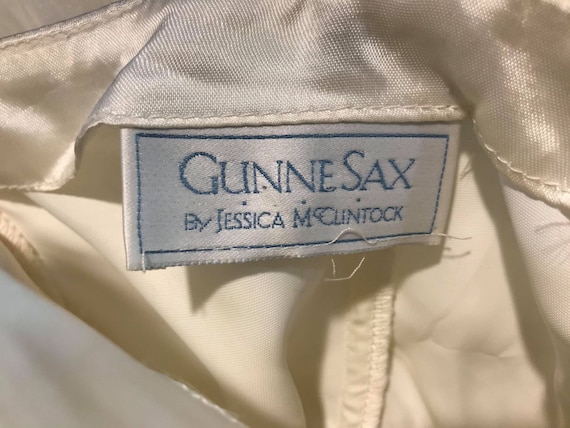 GUNNE SAX
BY JESSICA McCLINTOCK